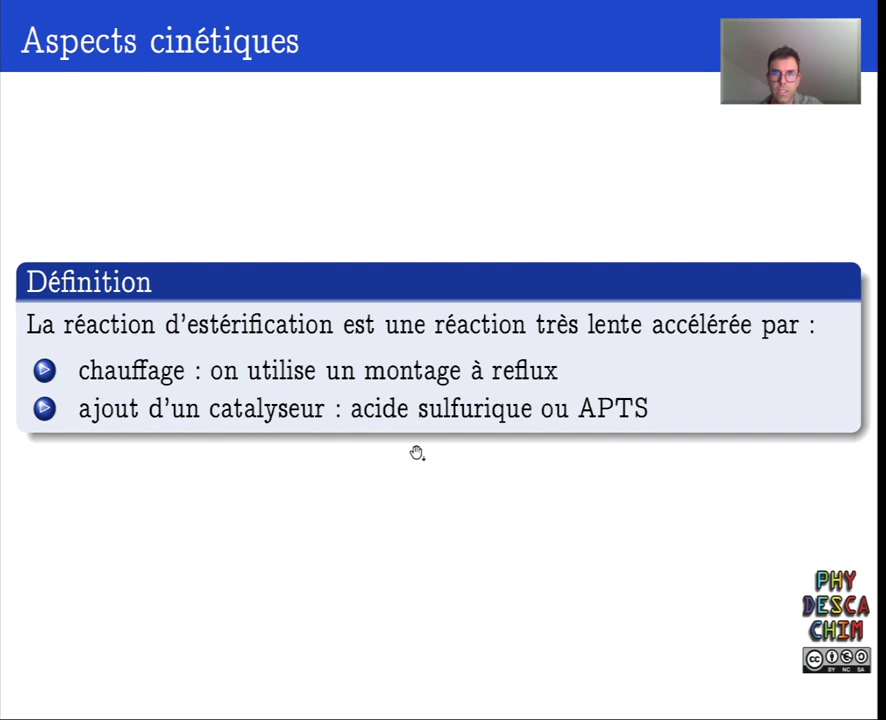 Aspects cinétiques
Définition
La réaction d'estérification est une réaction très lente accélérée par :
chauffage : on utilise un montage à reflux
ajout d'un catalyseur : acide sulfurique ou APTS
PHY
DESCA
CHIM
cc
BY NC SA